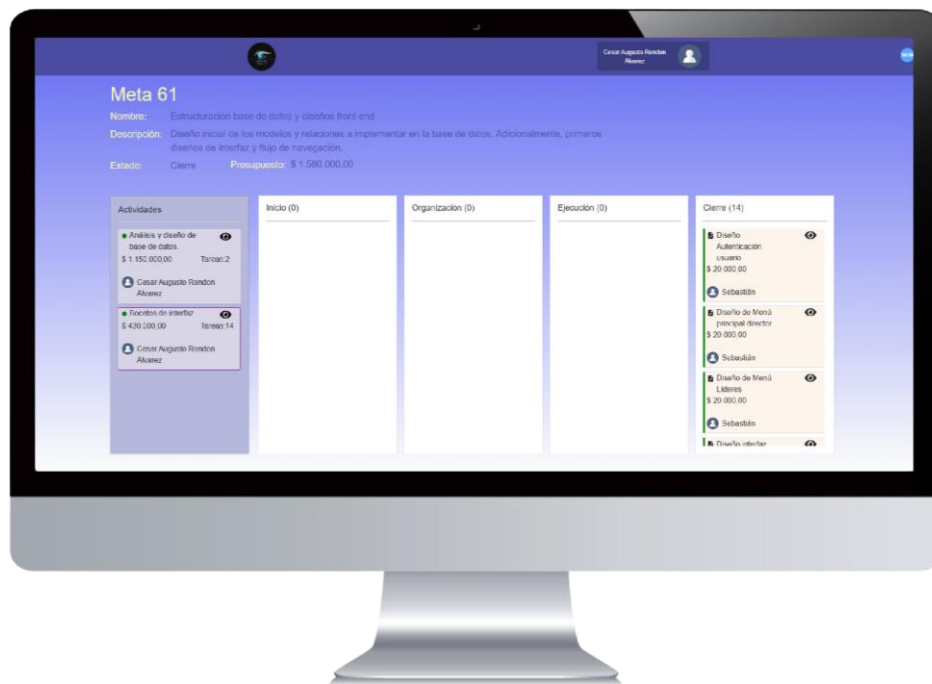 Cesar Augusto Rendon
Alvarez
Meta 61
Nombre: Estructuración base de datos y diseños front-end
Descripción: Diseño inicial de los modelos y relaciones a implementar en la base de datos. Adicionalmente, primeros
diseños de interfaz y flujo de navegación.
Estado: Cierre Presupuesto: $ 1.580.000,00
Actividades
Análisis y diseño de
base de datos.
$ 1.150.000,00 Tareas:2
Cesar Augusto Rendon
Alvarez
Bocetos de interfaz
$ 430.000,00 Tareas:14
Cesar Augusto Rendon
Alvarez
Inicio (0)
Organización (0)
Ejecución (0)
Cierre (14)
Diseño
Autenticación
usuario
$ 20.000,00
Sebastián
Diseño de Menú
principal director
$ 20.000,00
Sebastián
Diseño de Menú
Líderes
$ 20.000,00
Sebastián
Diseño interfaz